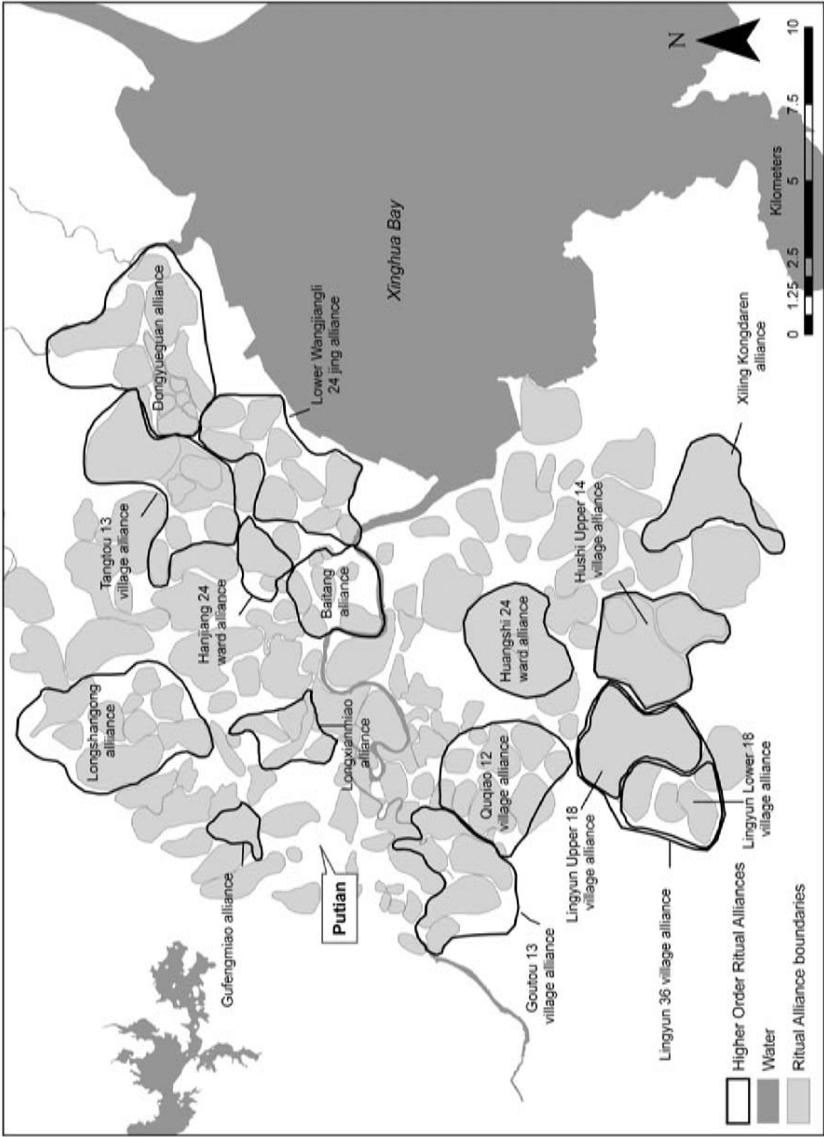 Longshangong
alliance
Tangtou 13
village alliance
Dongyueguan alliance
Hanjiang 24
ward alliance
Gufengmiao alliance
Lower Wangjiangli
24 jing alliance
Baitang
alliance
Putian
Longxianmiao
alliance
Xinghua Bay
Quqiao 12
village alliance
Huangshi 24
ward alliance
Goutou 13
village alliance
Lingyun Upper 18
village alliance
Hushi Upper 14
village alliance
Lingyun 36 village alliance
Lingyun Lower 18
village alliance
Xiling Kongdaren
alliance
N
Higher Order Ritual Alliances
Water
Ritual Alliance boundaries
Kilometers
0 1.25 2.5 5 7.5 10